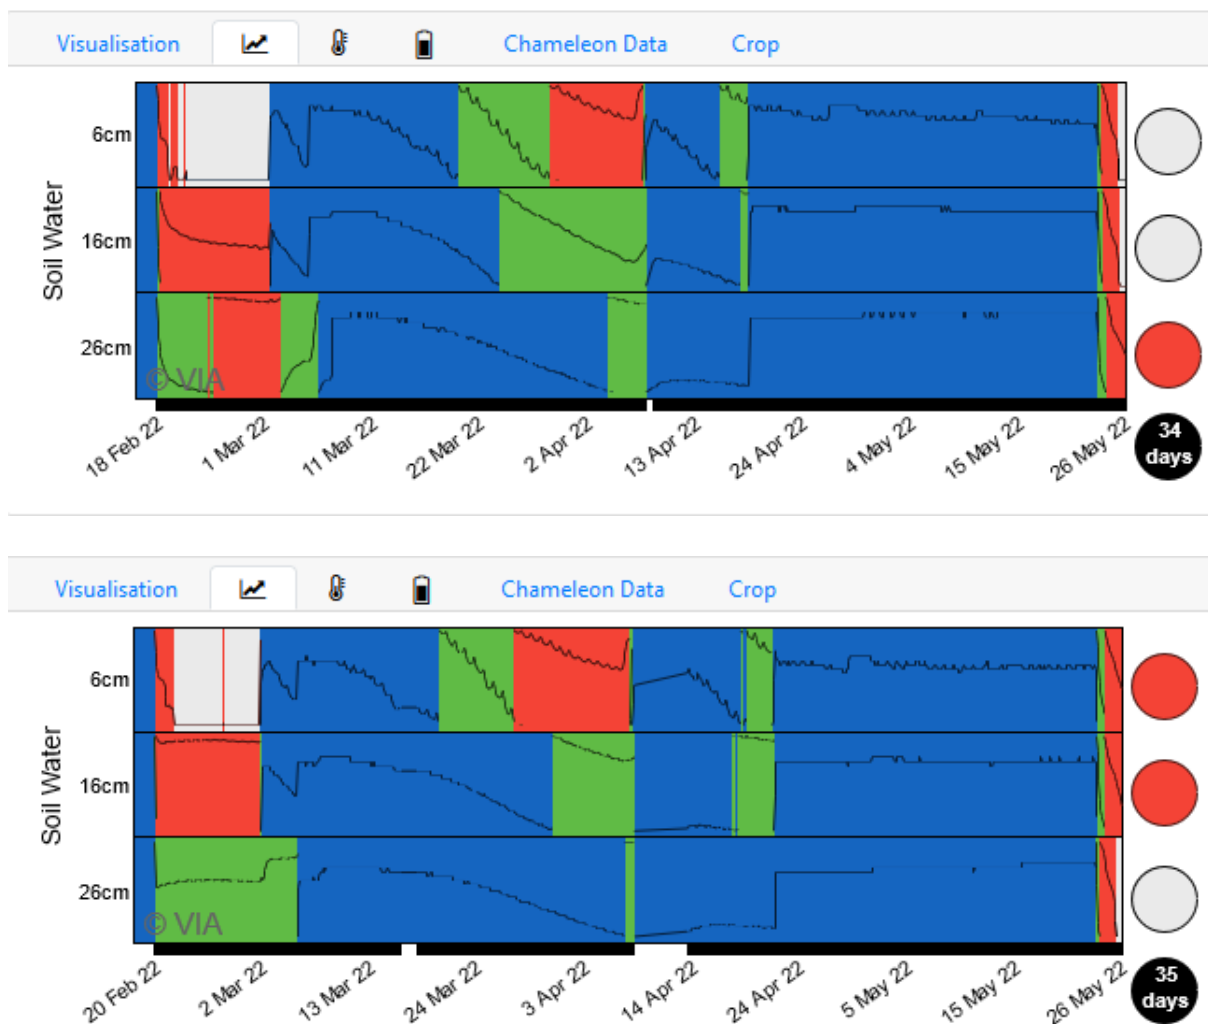 Visualisation Chameleon Data Crop
Soil Water
6cm
16cm
26cm
© VIA
18 Feb 22 1 Mar 22 11 Mar 22 22 Mar 22 2 Apr 22 13 Apr 22 24 Apr 22 4 May 22 15 May 22 26 May 22
34
days
Visualisation Chameleon Data Crop
Soil Water
6cm
16cm
26cm
© VIA
20 Feb 22 2 Mar 22 13 Mar 22 24 Mar 22 3 Apr 22 14 Apr 22 24 Apr 22 5 May 22 15 May 22 26 May 22
35
days